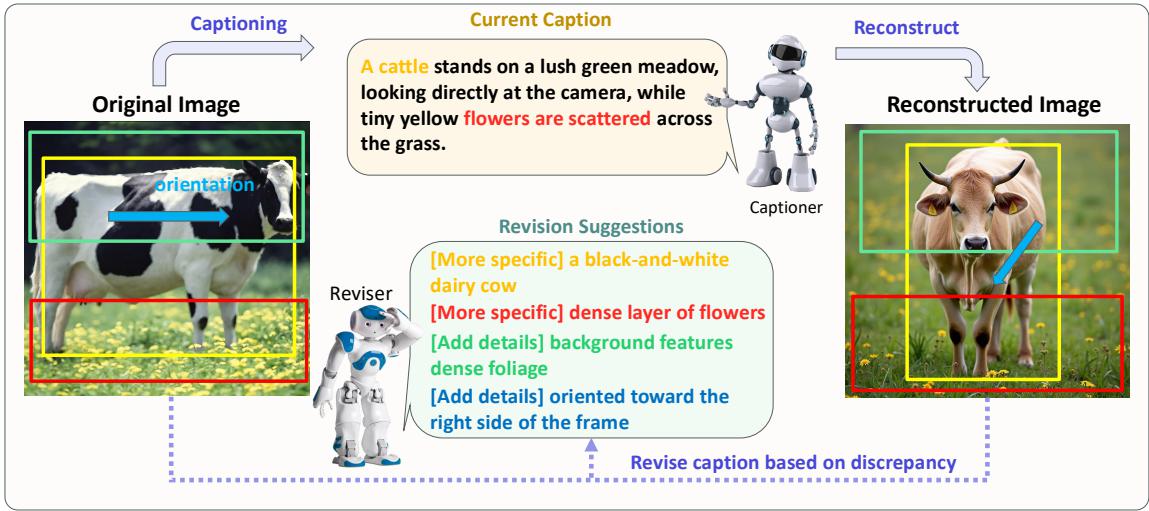 Captioning
Current Caption
Reconstruct
A cattle stands on a lush green meadow,
looking directly at the camera, while
tiny yellow flowers are scattered across
the grass.
Original Image
Reconstructed Image
orientation
Captioner
Revision Suggestions
Reviser
[More specific] a black-and-white
dairy cow
[More specific] dense layer of flowers
[Add details] background features
dense foliage
[Add details] oriented toward the
right side of the frame
Revise caption based on discrepancy